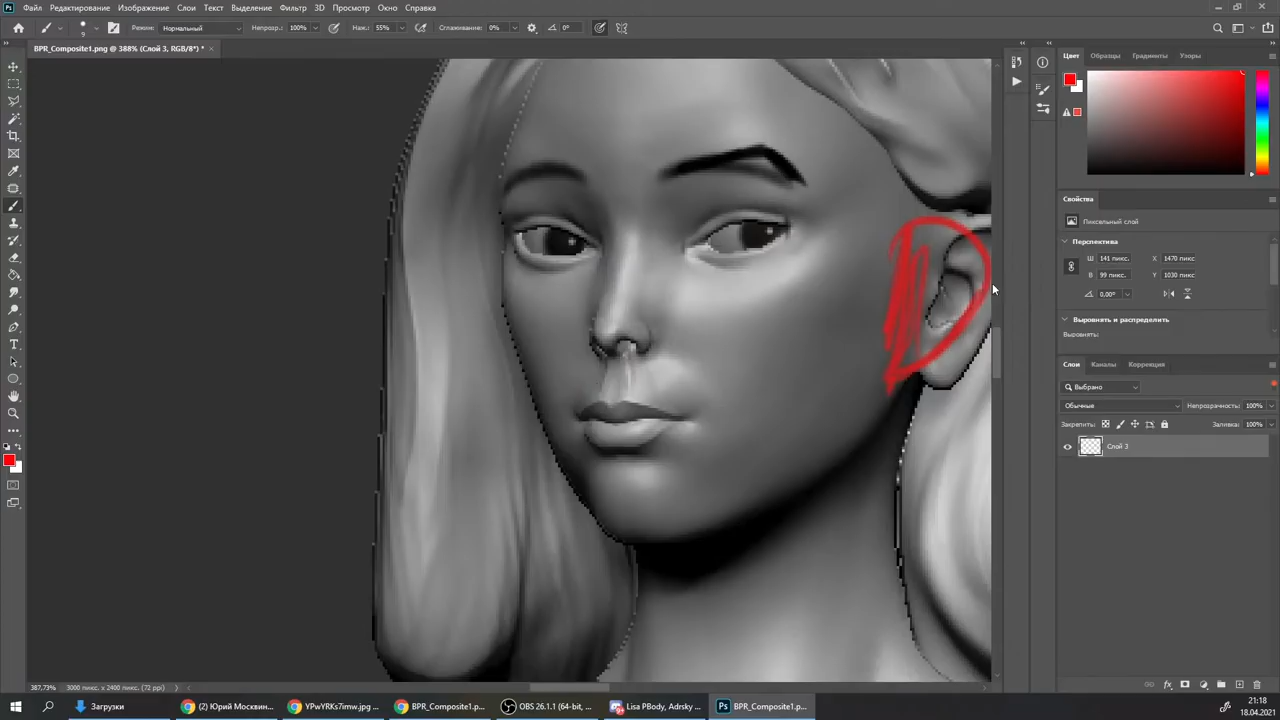 Файл Редактирование Изображение Слои Текст Выделение Фильтр 3D Просмотр Окно Справка
9 Режим: Нормальный Непрозр.: 100% Наж.: 55% Сглаживание: 0% 0°
BPR_Composite1.png @ 388% (Слой 3, RGB/8*) * ×
Цвет Образцы Градиенты Узоры
Свойства
Пиксельный слой
Перспектива
Ш 141 пикс. X 1470 пикс
В 99 пикс. Y 1030 пикс
0,00°
Выровнять и распределить
Выровнять:
Слои Каналы Коррекция
Выбрано
Обычные Непрозрачность: 100%
Закрепить: Заливка: 100%
Слой 3
fx
387,73% 3000 пикс. x 2400 пикс. (72 ppi)
Загрузки (2) Юрий Москвин... YPwYRKs7imw.jpg ... BPR_Composite1.p... OBS 26.1.1 (64-bit, ... Lisa PBody, Adrsky ... Ps BPR_Composite1.p...
21:18
18.04.2021